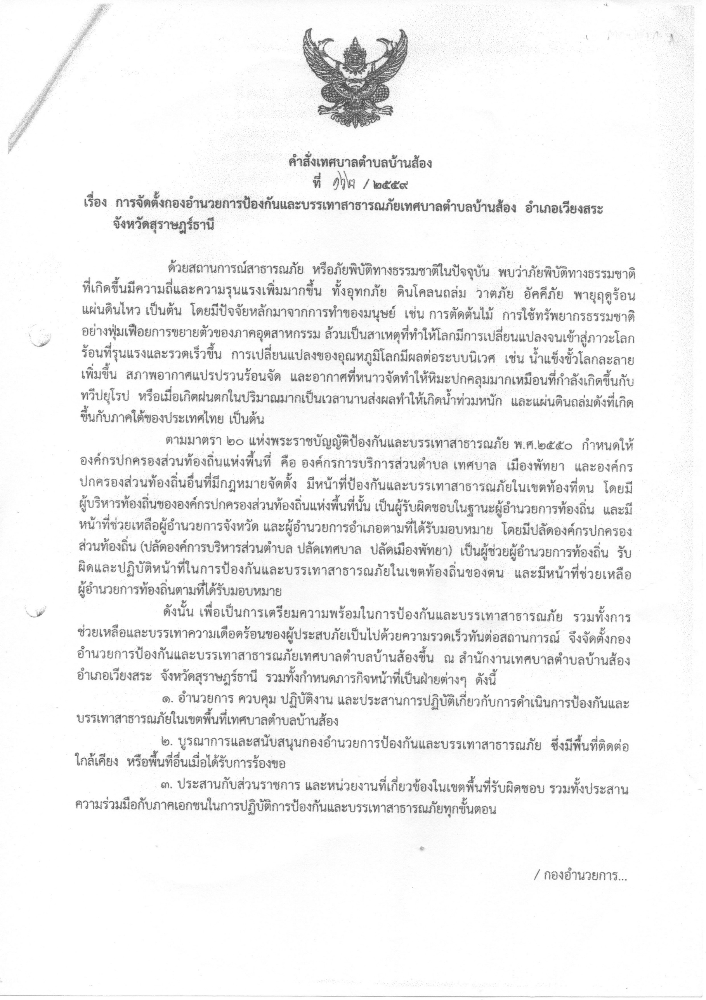 คำสั่งเทศบาลตำบลบ้านส้อง
ที่ ๑๖๒ / ๒๕๕๙
เรื่อง การจัดตั้งกองอำนวยการป้องกันและบรรเทาสาธารณภัยเทศบาลตำบลบ้านส้อง อำเภอเวียงสระ
จังหวัดสุราษฎร์ธานี
ด้วยสถานการณ์สาธารณภัย หรือภัยพิบัติทางธรรมชาติในปัจจุบัน พบว่าภัยพิบัติทางธรรมชาติ
ที่เกิดขึ้นมีความถี่และความรุนแรงเพิ่มมากขึ้น ทั้งอุทกภัย ดินโคลนถล่ม วาตภัย อัคคีภัย พายุฤดูร้อน
แผ่นดินไหว เป็นต้น โดยมีปัจจัยหลักมาจากการทำของมนุษย์ เช่น การตัดต้นไม้ การใช้ทรัพยากรธรรมชาติ
อย่างฟุ่มเฟือยการขยายตัวของภาคอุตสาหกรรม ล้วนเป็นสาเหตุที่ทำให้โลกมีการเปลี่ยนแปลงจนเข้าสู่ภาวะโลก
ร้อนที่รุนแรงและรวดเร็วขึ้น การเปลี่ยนแปลงของอุณหภูมิโลกมีผลต่อระบบนิเวศ เช่น น้ำแข็งขั้วโลกละลาย
เพิ่มขึ้น สภาพอากาศแปรปรวนร้อนจัด และอากาศที่หนาวจัดทำให้หิมะปกคลุมมากเหมือนที่กำลังเกิดขึ้นกับ
ทวีปยุโรป หรือเมื่อเกิดฝนตกในปริมาณมากเป็นเวลานานส่งผลทำให้เกิดน้ำท่วมหนัก และแผ่นดินถล่มดังที่เกิด
ขึ้นกับภาคใต้ของประเทศไทย เป็นต้น
ตามมาตรา ๒๐ แห่งพระราชบัญญัติป้องกันและบรรเทาสาธารณภัย พ.ศ.๒๕๕๐ กำหนดให้
องค์กรปกครองส่วนท้องถิ่นแห่งพื้นที่ คือ องค์กรการบริการส่วนตำบล เทศบาล เมืองพัทยา และองค์กร
ปกครองส่วนท้องถิ่นอื่นที่มีกฎหมายจัดตั้ง มีหน้าที่ป้องกันและบรรเทาสาธารณภัยในเขตท้องที่ตน โดยมี
ผู้บริหารท้องถิ่นขององค์กรปกครองส่วนท้องถิ่นแห่งพื้นที่นั้น เป็นผู้รับผิดชอบในฐานะผู้อำนวยการท้องถิ่น และมี
หน้าที่ช่วยเหลือผู้อำนวยการจังหวัด และผู้อำนวยการอำเภอตามที่ได้รับมอบหมาย โดยมีปลัดองค์กรปกครอง
ส่วนท้องถิ่น (ปลัดองค์การบริหารส่วนตำบล ปลัดเทศบาล ปลัดเมืองพัทยา) เป็นผู้ช่วยผู้อำนวยการท้องถิ่น รับ
ผิดและปฏิบัติหน้าที่ในการป้องกันและบรรเทาสาธารณภัยในเขตท้องถิ่นของตน และมีหน้าที่ช่วยเหลือ
ผู้อำนวยการท้องถิ่นตามที่ได้รับมอบหมาย
ดังนั้น เพื่อเป็นการเตรียมความพร้อมในการป้องกันและบรรเทาสาธารณภัย รวมทั้งการ
ช่วยเหลือและบรรเทาความเดือดร้อนของผู้ประสบภัยเป็นไปด้วยความรวดเร็วทันต่อสถานการณ์ จึงจัดตั้งกอง
อำนวยการป้องกันและบรรเทาสาธารณภัยเทศบาลตำบลบ้านส้องขึ้น ณ สำนักงานเทศบาลตำบลบ้านส้อง
อำเภอเวียงสระ จังหวัดสุราษฎร์ธานี รวมทั้งกำหนดภารกิจหน้าที่เป็นฝ่ายต่างๆ ดังนี้
๑. อำนวยการ ควบคุม ปฏิบัติงาน และประสานการปฏิบัติเกี่ยวกับการดำเนินการป้องกันและ
บรรเทาสาธารณภัยในเขตพื้นที่เทศบาลตำบลบ้านส้อง
๒. บูรณาการและสนับสนุนกองอำนวยการป้องกันและบรรเทาสาธารณภัย ซึ่งมีพื้นที่ติดต่อ
ใกล้เคียง หรือพื้นที่อื่นเมื่อได้รับการร้องขอ
๓. ประสานกับส่วนราชการ และหน่วยงานที่เกี่ยวข้องในเขตพื้นที่รับผิดชอบ รวมทั้งประสาน
ความร่วมมือกับภาคเอกชนในการปฏิบัติการป้องกันและบรรเทาสาธารณภัยทุกขั้นตอน
/ กองอำนวยการ...